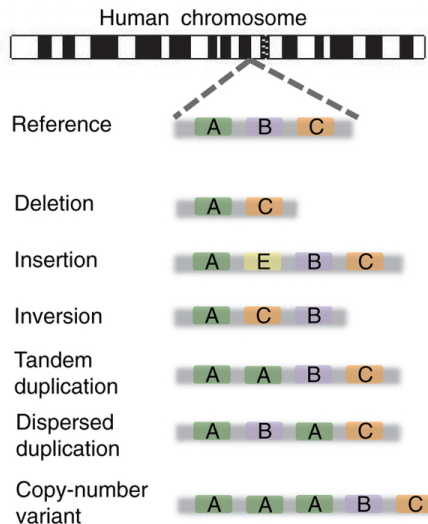 Human chromosome
Reference A B C
Deletion A C
Insertion A E B C
Inversion A C B
Tandem
duplication A A B C
Dispersed
duplication A B A C
Copy-number
variant A A A B C